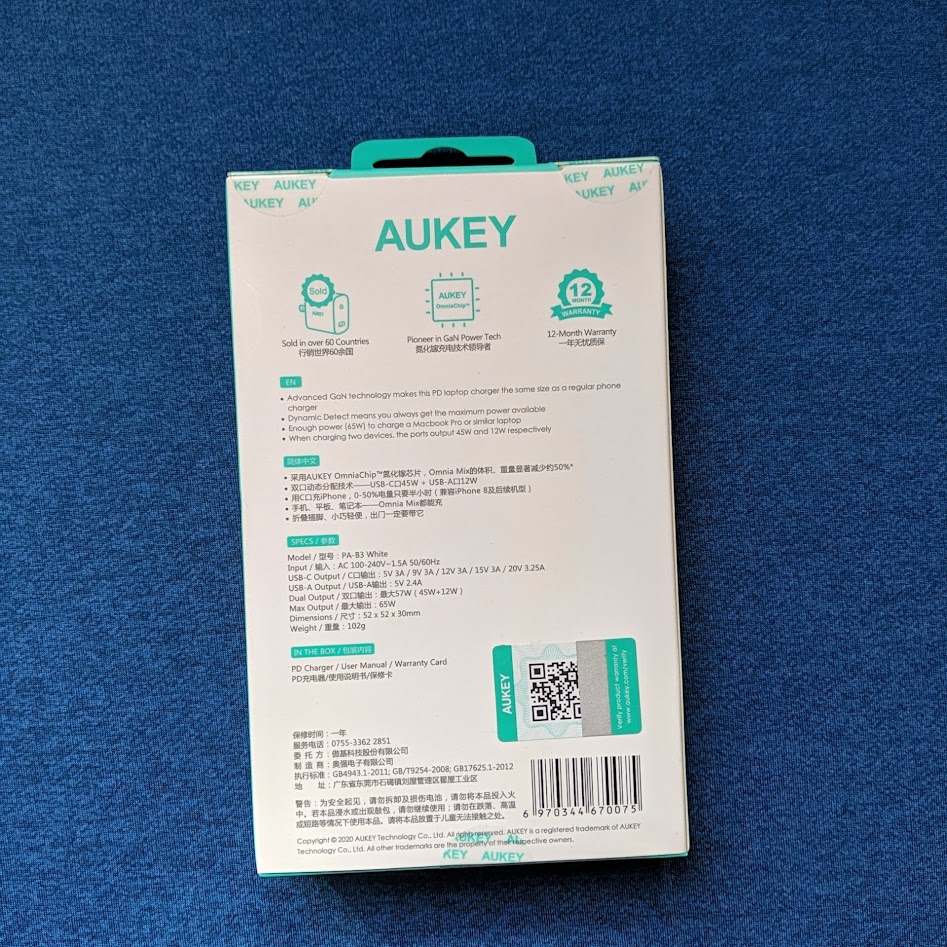 KEY AUKEY
UKEY AU
KEY AUKEY
AUKEY AU
AUKEY
Sold
AUKEY
AUKEY
OmniaChip™
12
MONTH
WARRANTY
Sold in over 60 Countries
行销世界60余国
Pioneer in GaN Power Tech
氮化镓充电技术领导者
12-Month Warranty
一年无忧质保
EN
• Advanced GaN technology makes this PD laptop charger the same size as a regular phone
charger
• Dynamic Detect means you always get the maximum power available
• Enough power (65W) to charge a Macbook Pro or similar laptop
• When charging two devices, the ports output 45W and 12W respectively
简体中文
• 采用AUKEY OmniaChip™氮化镓芯片，Omnia Mix的体积、重量显著减少约50%*
• 双口动态分配技术——USB-C口45W + USB-A口12W
• 用C口充iPhone，0-50%电量只要半小时（兼容iPhone 8及后续机型）
• 手机、平板、笔记本——Omnia Mix都能充
• 折叠插脚、小巧轻便，出门一定要带它
SPECS / 参数
Model / 型号：PA-B3 White
Input / 输入：AC 100-240V~1.5A 50/60Hz
USB-C Output / C口输出：5V 3A / 9V 3A / 12V 3A / 15V 3A / 20V 3.25A
USB-A Output / USB-A输出：5V 2.4A
Dual Output / 双口输出：最大57W（45W+12W）
Max Output / 最大输出：65W
Dimensions / 尺寸：52 x 52 x 30mm
Weight / 重量：102g
IN THE BOX / 包装内容
PD Charger / User Manual / Warranty Card
PD充电器/使用说明书/保修卡
AUKEY
Verify product warranty at
www.aukey.com/verify
保修时间：一年
服务电话：0755-3362 2851
委 托 方：傲基科技股份有限公司
制 造 商：奥强电子有限公司
执行标准：GB4943.1-2011; GB/T9254-2008; GB17625.1-2012
地 址：广东省东莞市石碣镇刘屋管理区翟屋工业区
警告：为安全起见，请勿拆卸及损伤电池，请勿将本品投入火
中。若本品浸水或出现鼓包，请勿继续使用；请勿在跌落、高温
或短路等情况下使用本品。请将本品放置于儿童无法接触之处。
6 970344 670075
Copyright © 2020 AUKEY Technology Co., Ltd. All rights reserved. AUKEY is a registered trademark of AUKEY
Technology Co., Ltd. All other trademarks are the property of their respective owners.
UKEY AU
KEY AUKEY